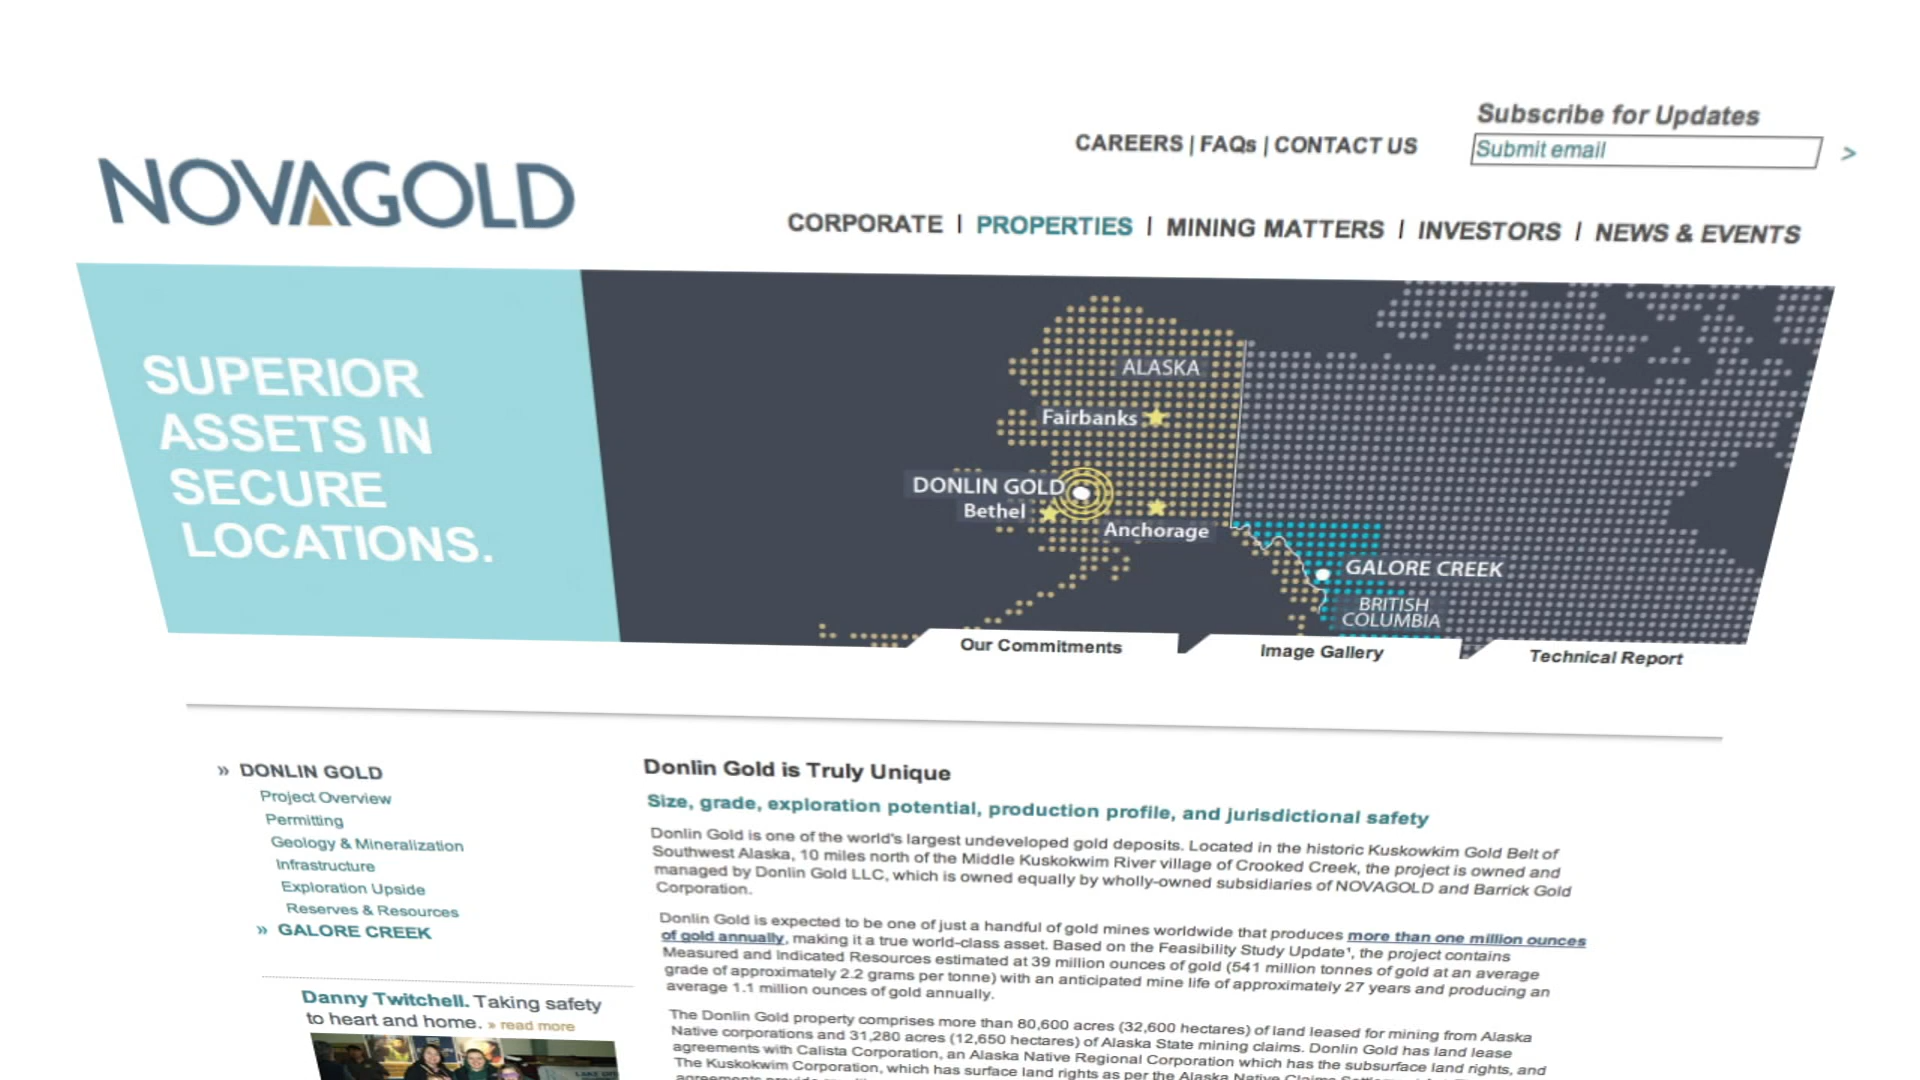 Subscribe for Updates
CAREERS | FAQs | CONTACT US
Submit email >
NOVAGOLD
CORPORATE | PROPERTIES | MINING MATTERS | INVESTORS | NEWS & EVENTS
SUPERIOR
ASSETS IN
SECURE
LOCATIONS.
ALASKA
Fairbanks
DONLIN GOLD
Bethel
Anchorage
GALORE CREEK
BRITISH
COLUMBIA
Our Commitments
Image Gallery
Technical Report
» DONLIN GOLD
Project Overview
Permitting
Geology & Mineralization
Infrastructure
Exploration Upside
Reserves & Resources
» GALORE CREEK
Danny Twitchell. Taking safety
to heart and home. » read more
Donlin Gold is Truly Unique
Size, grade, exploration potential, production profile, and jurisdictional safety
Donlin Gold is one of the world's largest undeveloped gold deposits. Located in the historic Kuskowkim Gold Belt of
Southwest Alaska, 10 miles north of the Middle Kuskokwim River village of Crooked Creek, the project is owned and
managed by Donlin Gold LLC, which is owned equally by wholly-owned subsidiaries of NOVAGOLD and Barrick Gold
Corporation.
Donlin Gold is expected to be one of just a handful of gold mines worldwide that produces more than one million ounces
of gold annually, making it a true world-class asset. Based on the Feasibility Study Update¹, the project contains
Measured and Indicated Resources estimated at 39 million ounces of gold (541 million tonnes of gold at an average
grade of approximately 2.2 grams per tonne) with an anticipated mine life of approximately 27 years and producing an
average 1.1 million ounces of gold annually.
The Donlin Gold property comprises more than 80,600 acres (32,600 hectares) of land leased for mining from Alaska
Native corporations and 31,280 acres (12,650 hectares) of Alaska State mining claims. Donlin Gold has land lease
agreements with Calista Corporation, an Alaska Native Regional Corporation which has the subsurface land rights, and
The Kuskokwim Corporation, which has surface land rights as per the Alaska Native Claims